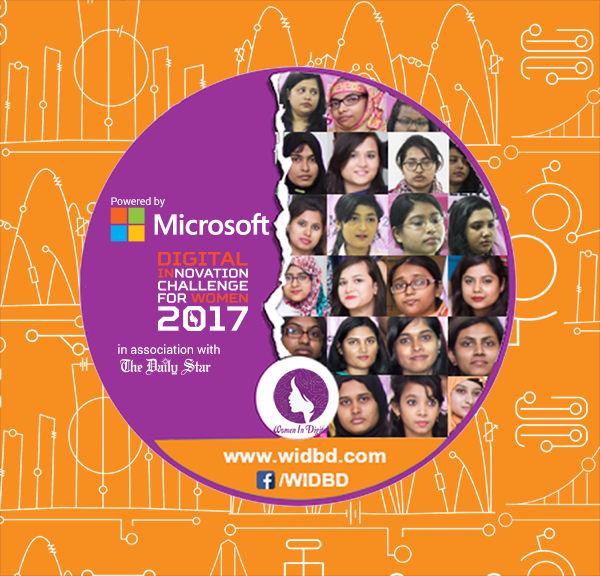 Powered by
Microsoft
DIGITAL
INNOVATION
CHALLENGE
FOR WOMEN
2017
in association with
The Daily Star
Women In Digital
www.widbd.com
f /WIDBD